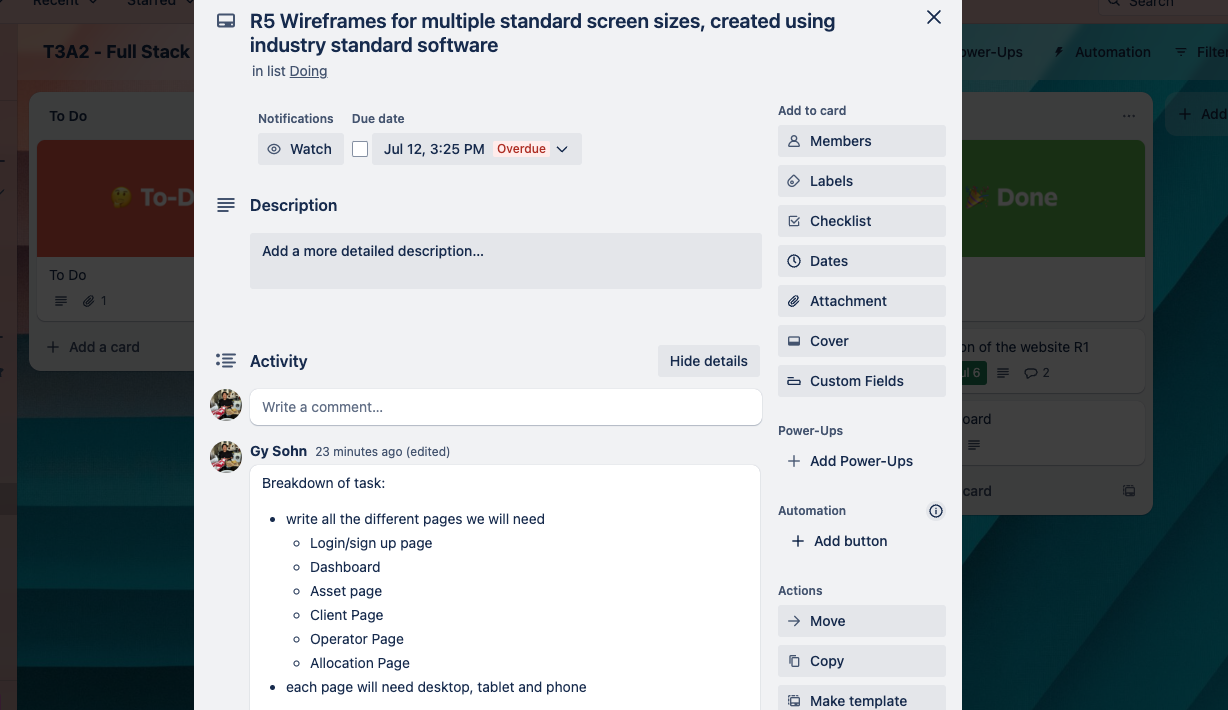 Recent
Starred
Search
R5 Wireframes for multiple standard screen sizes, created using
industry standard software
in list Doing
T3A2 - Full Stack
ower-Ups
Automation
Filter
Notifications
Due date
Watch
Jul 12, 3:25 PM
Overdue
Description
Add a more detailed description...
Activity
Hide details
Write a comment...
Gy Sohn 23 minutes ago (edited)
Breakdown of task:
• write all the different pages we will need
Login/sign up page
Dashboard
Asset page
Client Page
Operator Page
Allocation Page
• each page will need desktop, tablet and phone
Add to card
Members
Labels
Checklist
Dates
Attachment
Cover
Custom Fields
Power-Ups
+ Add Power-Ups
Automation
+ Add button
Actions
Move
Copy
Make template
To Do
To-D
To Do
1
+ Add a card
...
+ Add
Done
on of the website R1
ul 6
2
oard
card